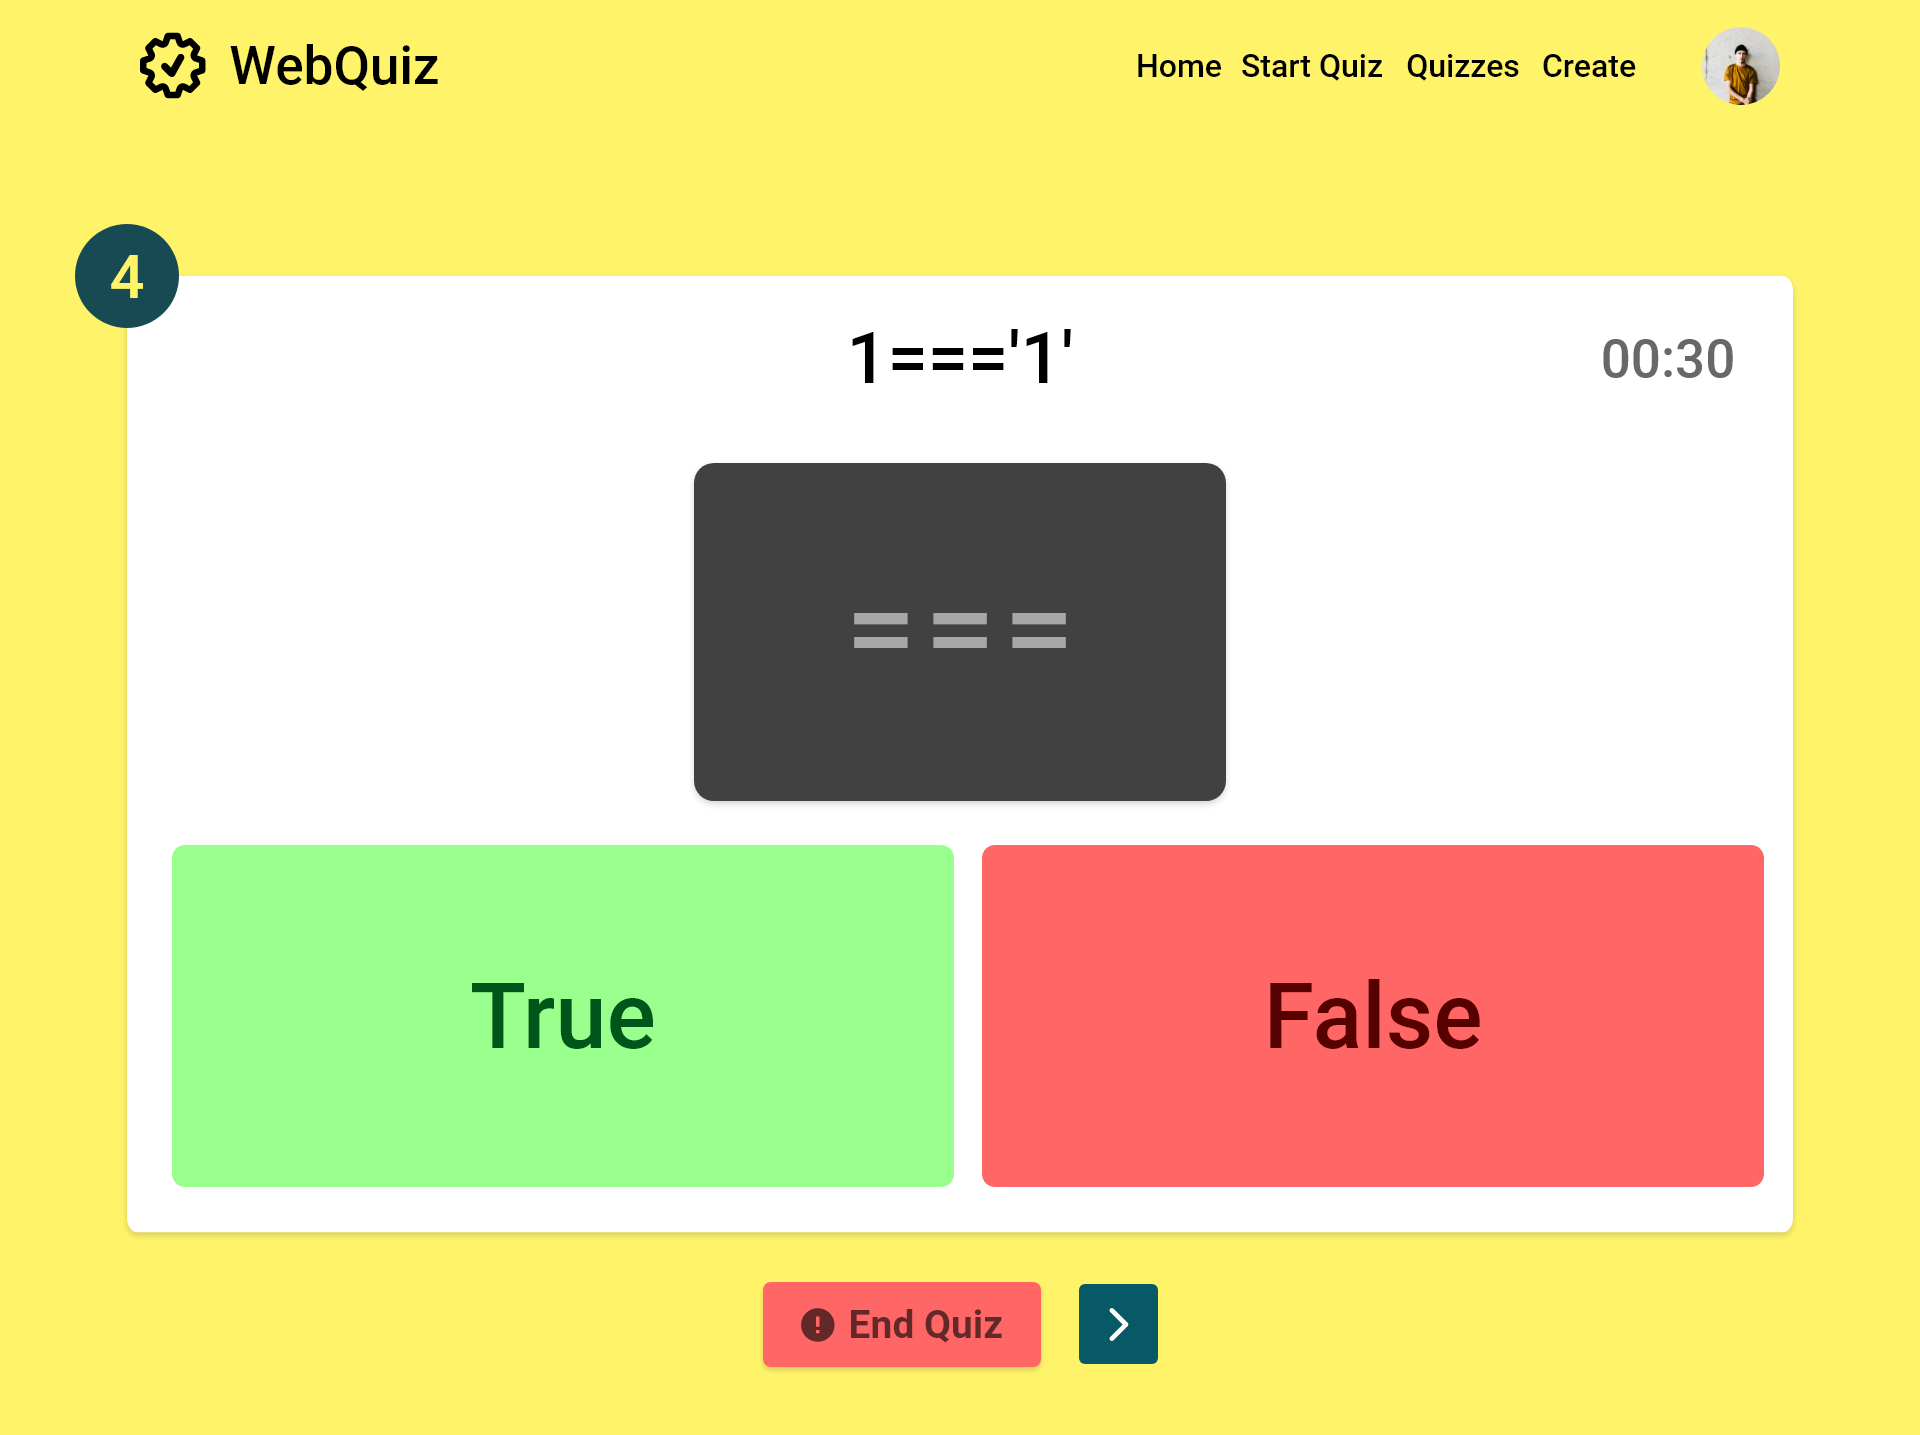 WebQuiz
Home Start Quiz Quizzes Create
4
1==='1'
00:30
===
True
False
End Quiz